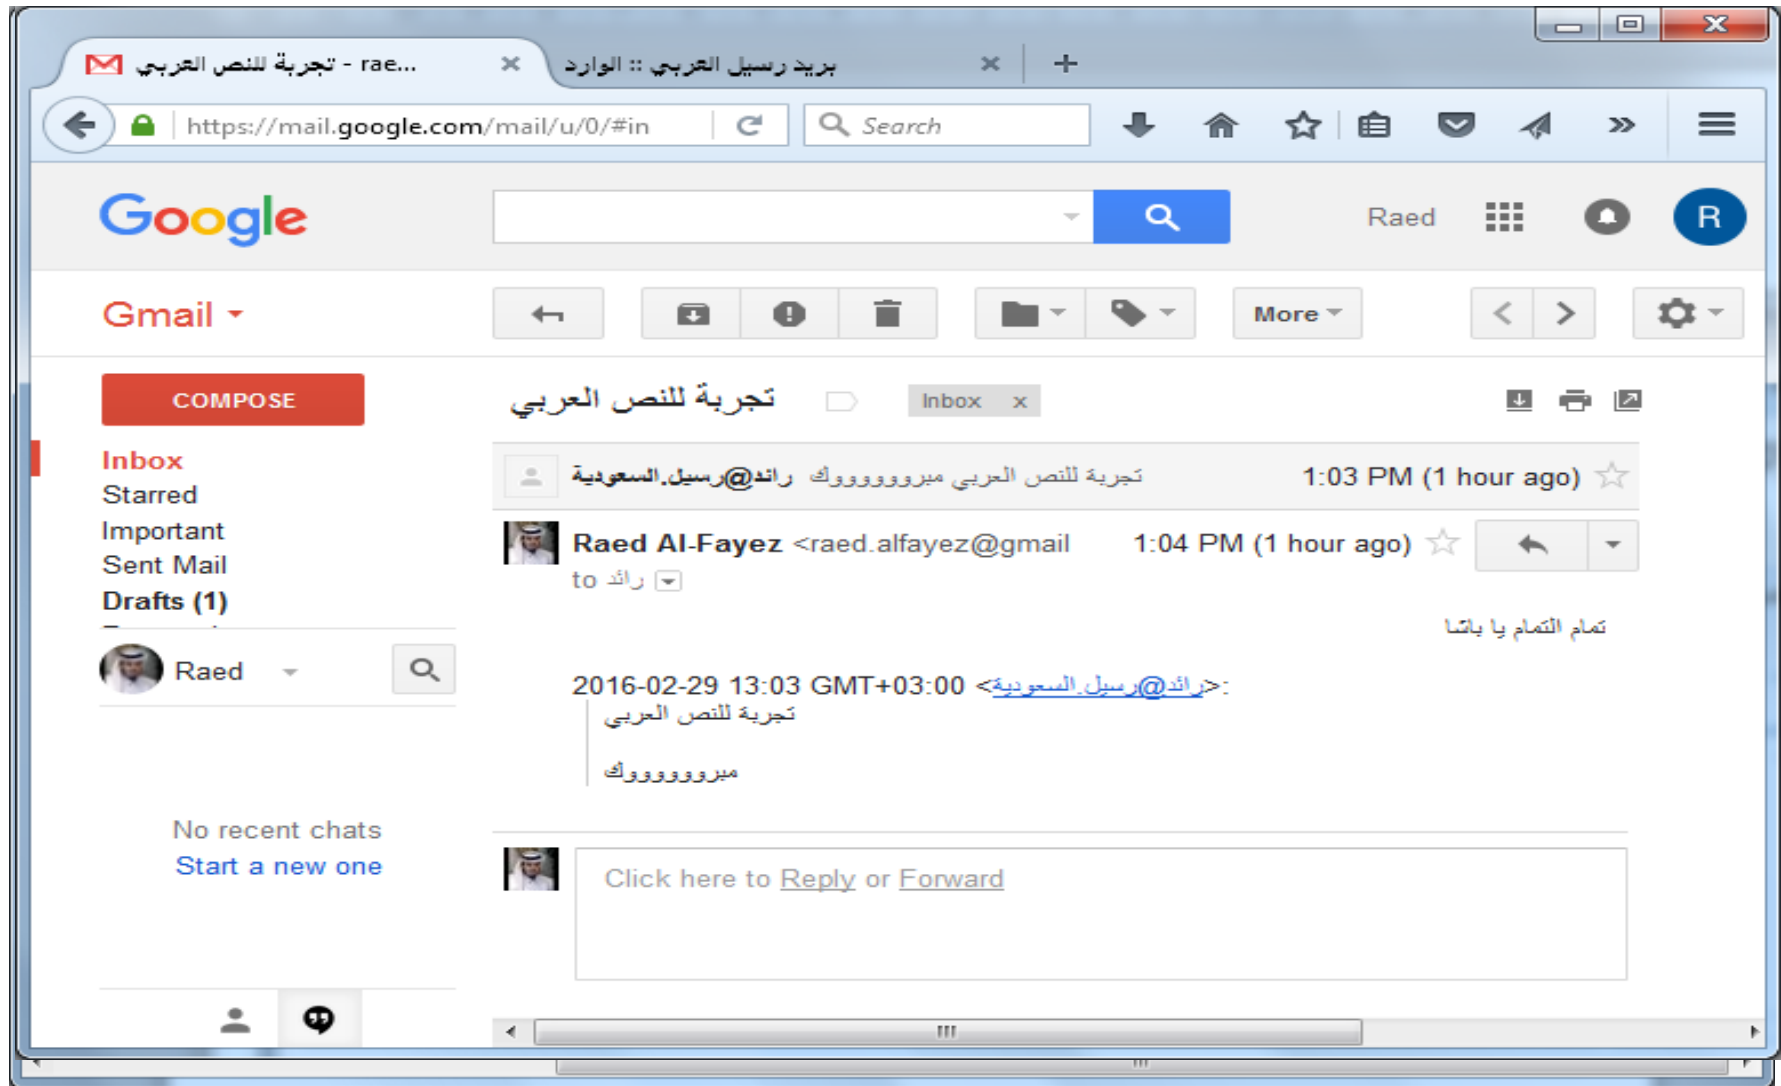 تجربة للنص العربي - rae...
بريد رسيل العربي :: الوارد
https://mail.google.com/mail/u/0/#in
Search
Google
Raed
R
Gmail
More
COMPOSE
تجربة للنص العربي
Inbox x
Inbox
رائد@رسيل.السعودية تجربة للنص العربي مبرووووووك 1:03 PM (1 hour ago)
Starred
Important
Sent Mail
Drafts (1)
Raed Al-Fayez <raed.alfayez@gmail 1:04 PM (1 hour ago)
to رائد
تمام التمام يا باشا
Raed
2016-02-29 13:03 GMT+03:00 <رائد@رسيل.السعودية>:
تجربة للنص العربي
مبرووووووك
No recent chats
Start a new one
Click here to Reply or Forward